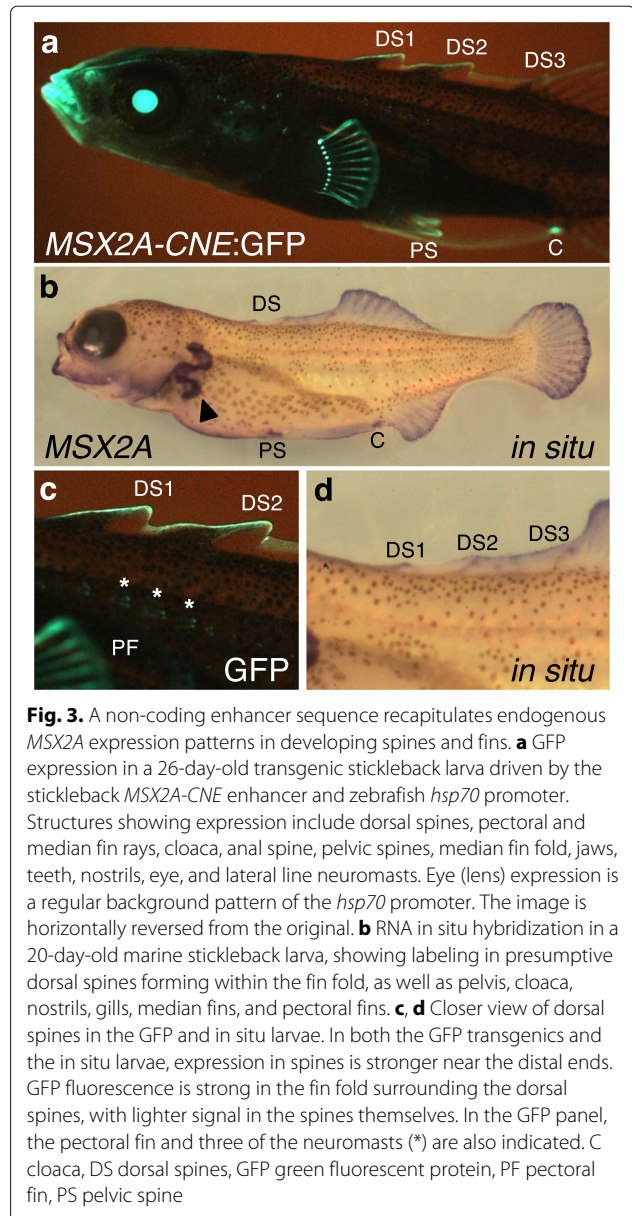 a
DS1
DS2
DS3
MSX2A-CNE:GFP
PS
C
b
DS
MSX2A
PS
C
in situ
c
DS1
DS2
* * *
PF
GFP
d
DS1
DS2
DS3
in situ
Fig. 3. A non-coding enhancer sequence recapitulates endogenous
MSX2A expression patterns in developing spines and fins. a GFP
expression in a 26-day-old transgenic stickleback larva driven by the
stickleback MSX2A-CNE enhancer and zebrafish hsp70 promoter.
Structures showing expression include dorsal spines, pectoral and
median fin rays, cloaca, anal spine, pelvic spines, median fin fold, jaws,
teeth, nostrils, eye, and lateral line neuromasts. Eye (lens) expression is
a regular background pattern of the hsp70 promoter. The image is
horizontally reversed from the original. b RNA in situ hybridization in a
20-day-old marine stickleback larva, showing labeling in presumptive
dorsal spines forming within the fin fold, as well as pelvis, cloaca,
nostrils, gills, median fins, and pectoral fins. c, d Closer view of dorsal
spines in the GFP and in situ larvae. In both the GFP transgenics and
the in situ larvae, expression in spines is stronger near the distal ends.
GFP fluorescence is strong in the fin fold surrounding the dorsal
spines, with lighter signal in the spines themselves. In the GFP panel,
the pectoral fin and three of the neuromasts (*) are also indicated. C
cloaca, DS dorsal spines, GFP green fluorescent protein, PF pectoral
fin, PS pelvic spine